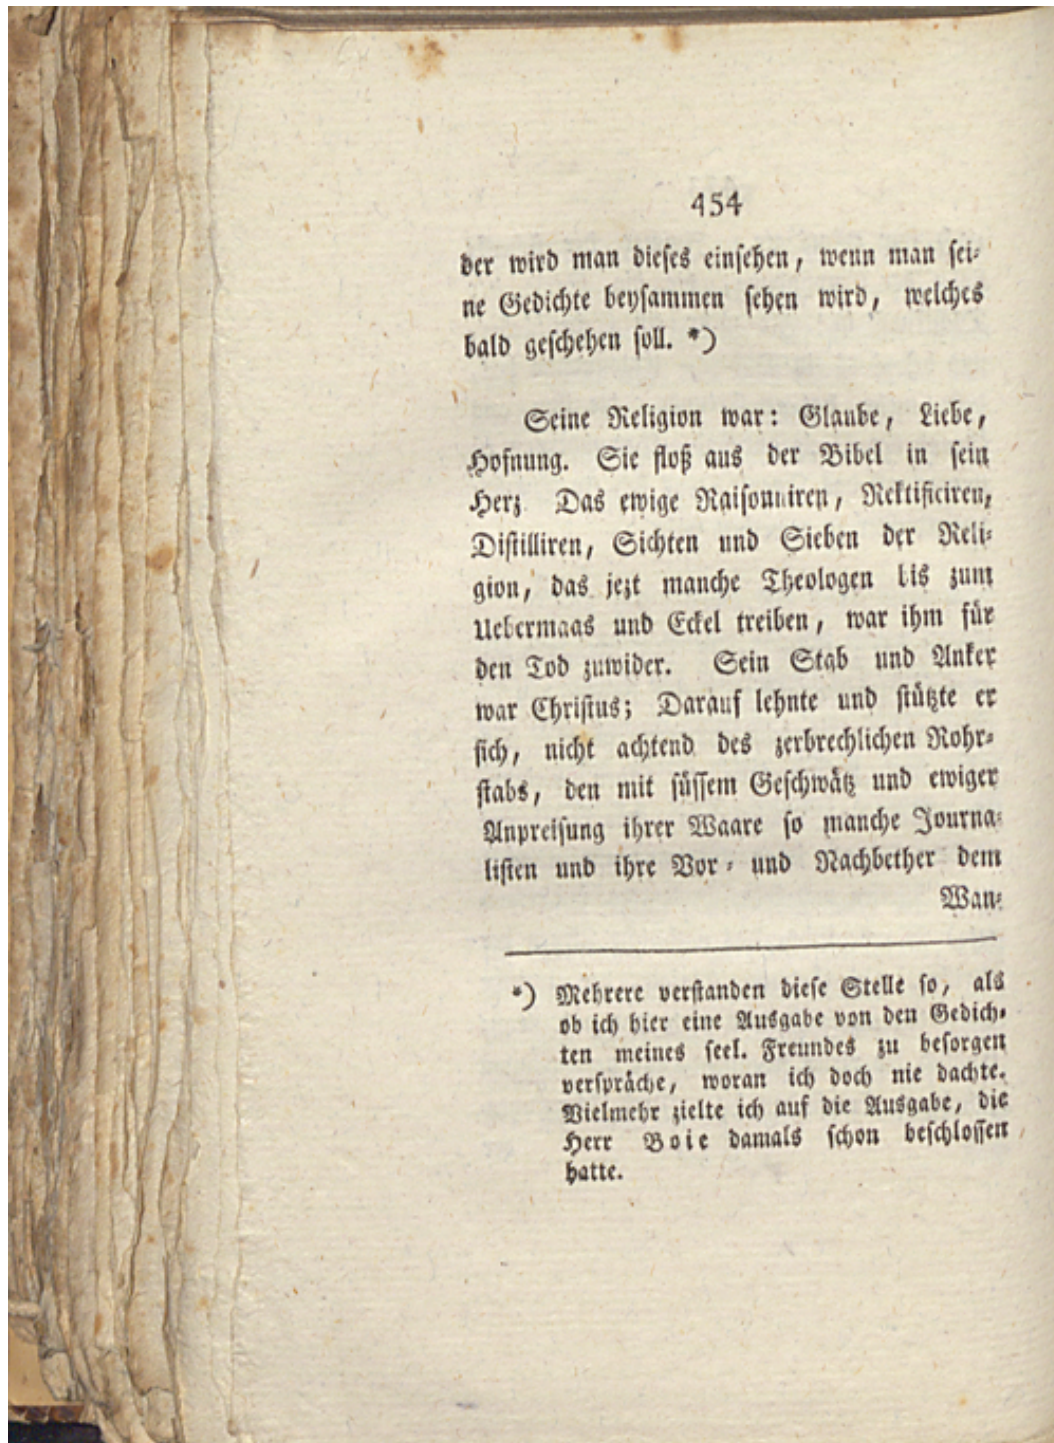 454
der wird man dieſes einſehen, wenn man ſei-
ne Gedichte beyſammen ſehen wird, welches
bald geſchehen ſoll. *)
Seine Religion war: Glaube, Liebe,
Hofnung. Sie floß aus der Bibel in ſein
Herz Das ewige Raiſonniren, Rektificiren,
Diſtilliren, Sichten und Sieben der Reli-
gion, das jezt manche Theologen bis zum
Uebermaas und Eckel treiben, war ihm für
den Tod zuwider. Sein Stab und Anker
war Chriſtus; Darauf lehnte und ſtützte er
ſich, nicht achtend des zerbrechlichen Rohr-
ſtabs, den mit ſüſſem Geſchwätz und ewiger
Anpreiſung ihrer Waare ſo manche Journa-
liſten und ihre Vor- und Nachbether dem
Wan-
*) Mehrere verſtanden dieſe Stelle ſo, als
ob ich hier eine Ausgabe von den Gedich-
ten meines ſeel. Freundes zu beſorgen
verſpräche, woran ich doch nie dachte.
Vielmehr zielte ich auf die Ausgabe, die
Herr Boie damals ſchon beſchloſſen
hatte.